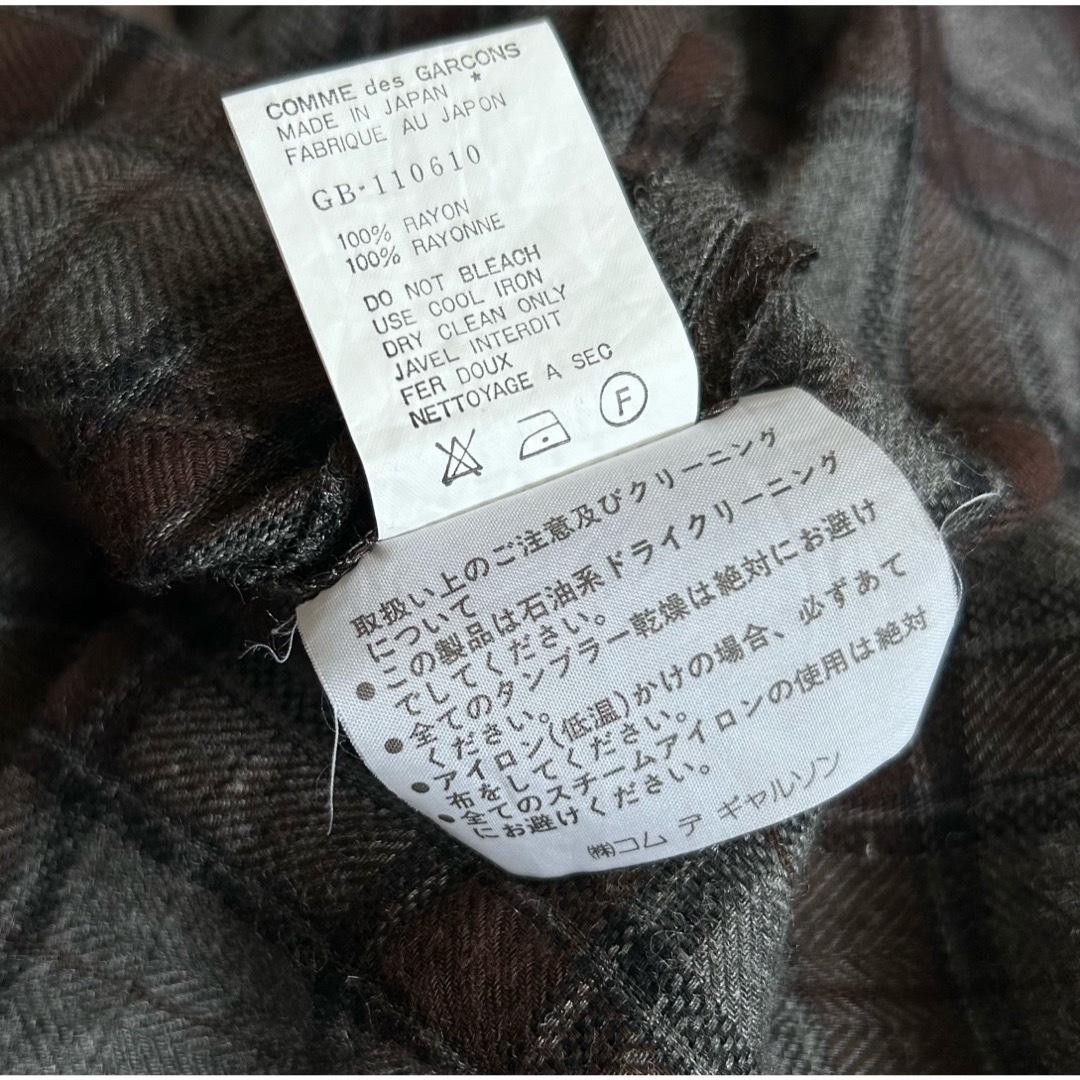 COMME des GARCONS
MADE IN JAPAN *
FABRIQUE AU JAPON
GB-110610
100% RAYON
100% RAYONNE
DO NOT BLEACH
USE COOL IRON
DRY CLEAN ONLY
JAVEL INTERDIT
FER DOUX
NETTOYAGE A SEC
F
取扱い上のご注意及びクリーニング
について
●この製品は石油系ドライクリーニング
でしてください。
●全てのタンブラー乾燥は絶対にお避け
ください。
●アイロン(低温)かけの場合、必ずあて
布をしてください。
●全てのスチームアイロンの使用は絶対
にお避けください。
㈱コム デ ギャルソン